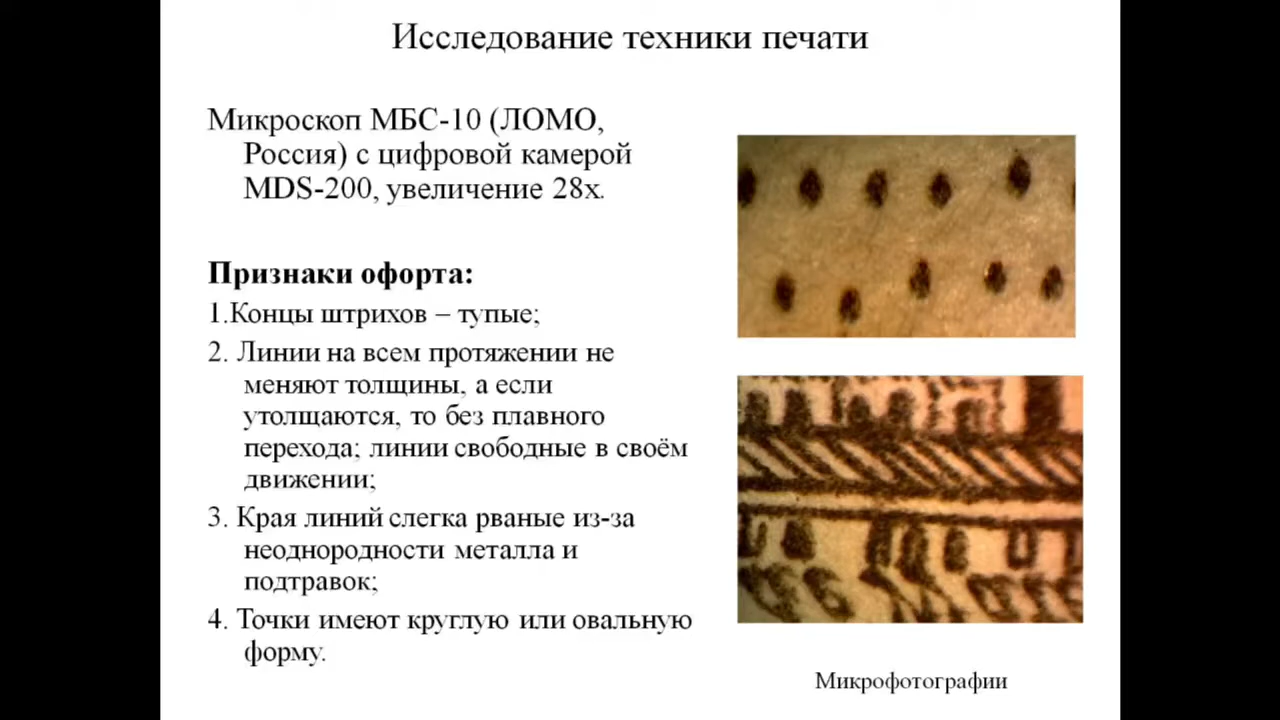 Исследование техники печати
Микроскоп МБС-10 (ЛОМО,
Россия) с цифровой камерой
MDS-200, увеличение 28x.
Признаки офорта:
1.Концы штрихов – тупые;
2. Линии на всем протяжении не
меняют толщины, а если
утолщаются, то без плавного
перехода; линии свободные в своём
движении;
3. Края линий слегка рваные из-за
неоднородности металла и
подтравок;
4. Точки имеют круглую или овальную
форму.
Микрофотографии